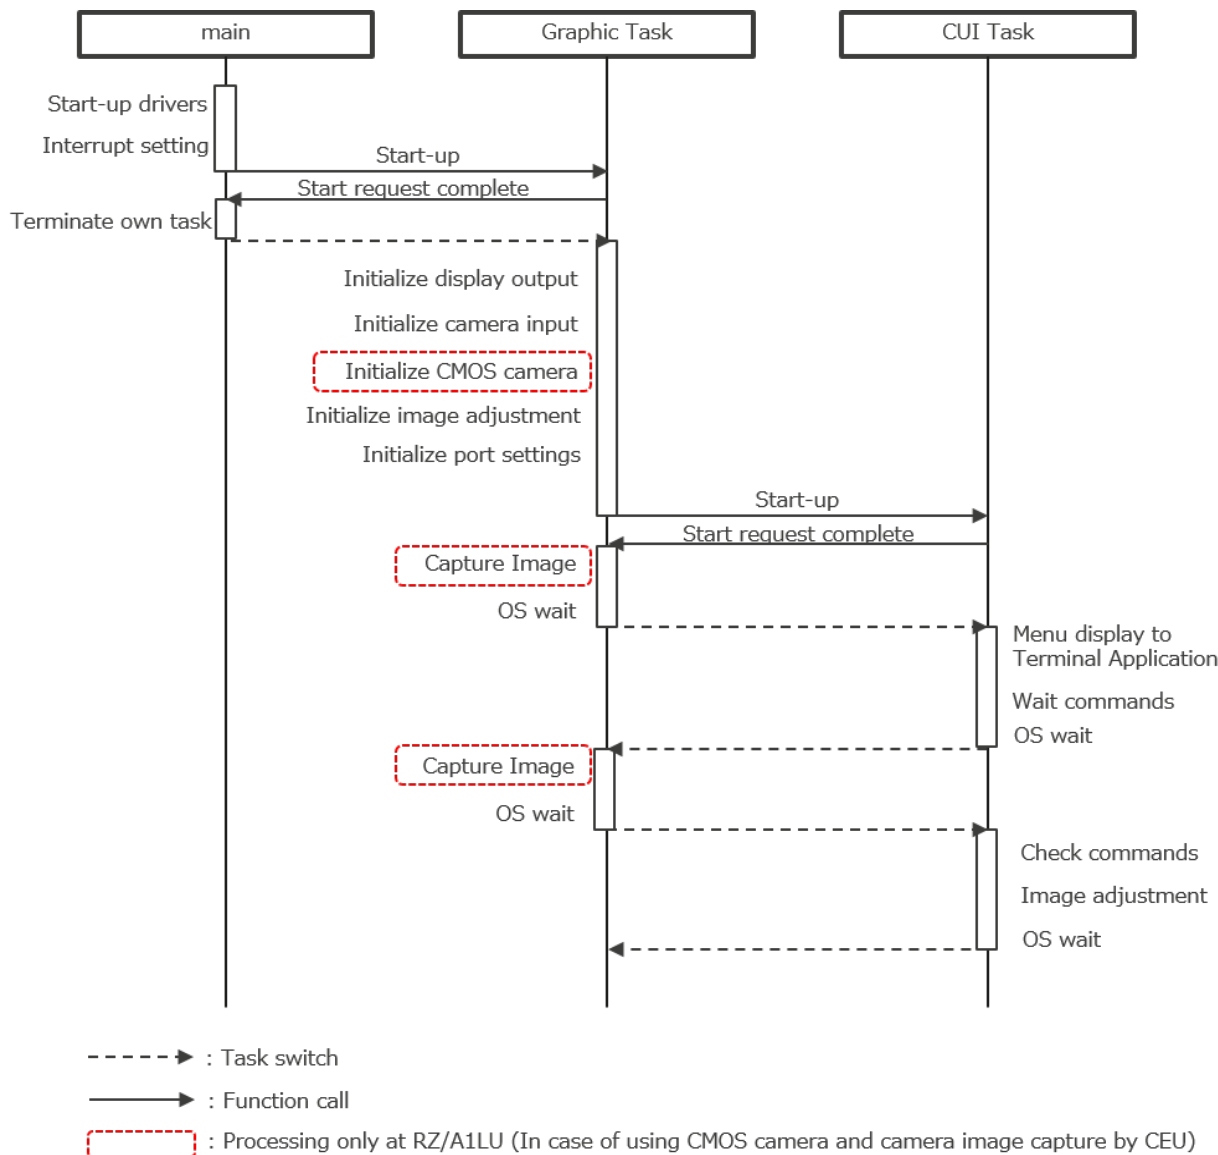 main
Graphic Task
CUI Task
Start-up drivers
Interrupt setting
Start-up
Start request complete
Terminate own task
Initialize display output
Initialize camera input
Initialize CMOS camera
Initialize image adjustment
Initialize port settings
Start-up
Start request complete
Capture Image
OS wait
Menu display to
Terminal Application
Wait commands
OS wait
Capture Image
OS wait
Check commands
Image adjustment
OS wait
: Task switch
: Function call
: Processing only at RZ/A1LU (In case of using CMOS camera and camera image capture by CEU)